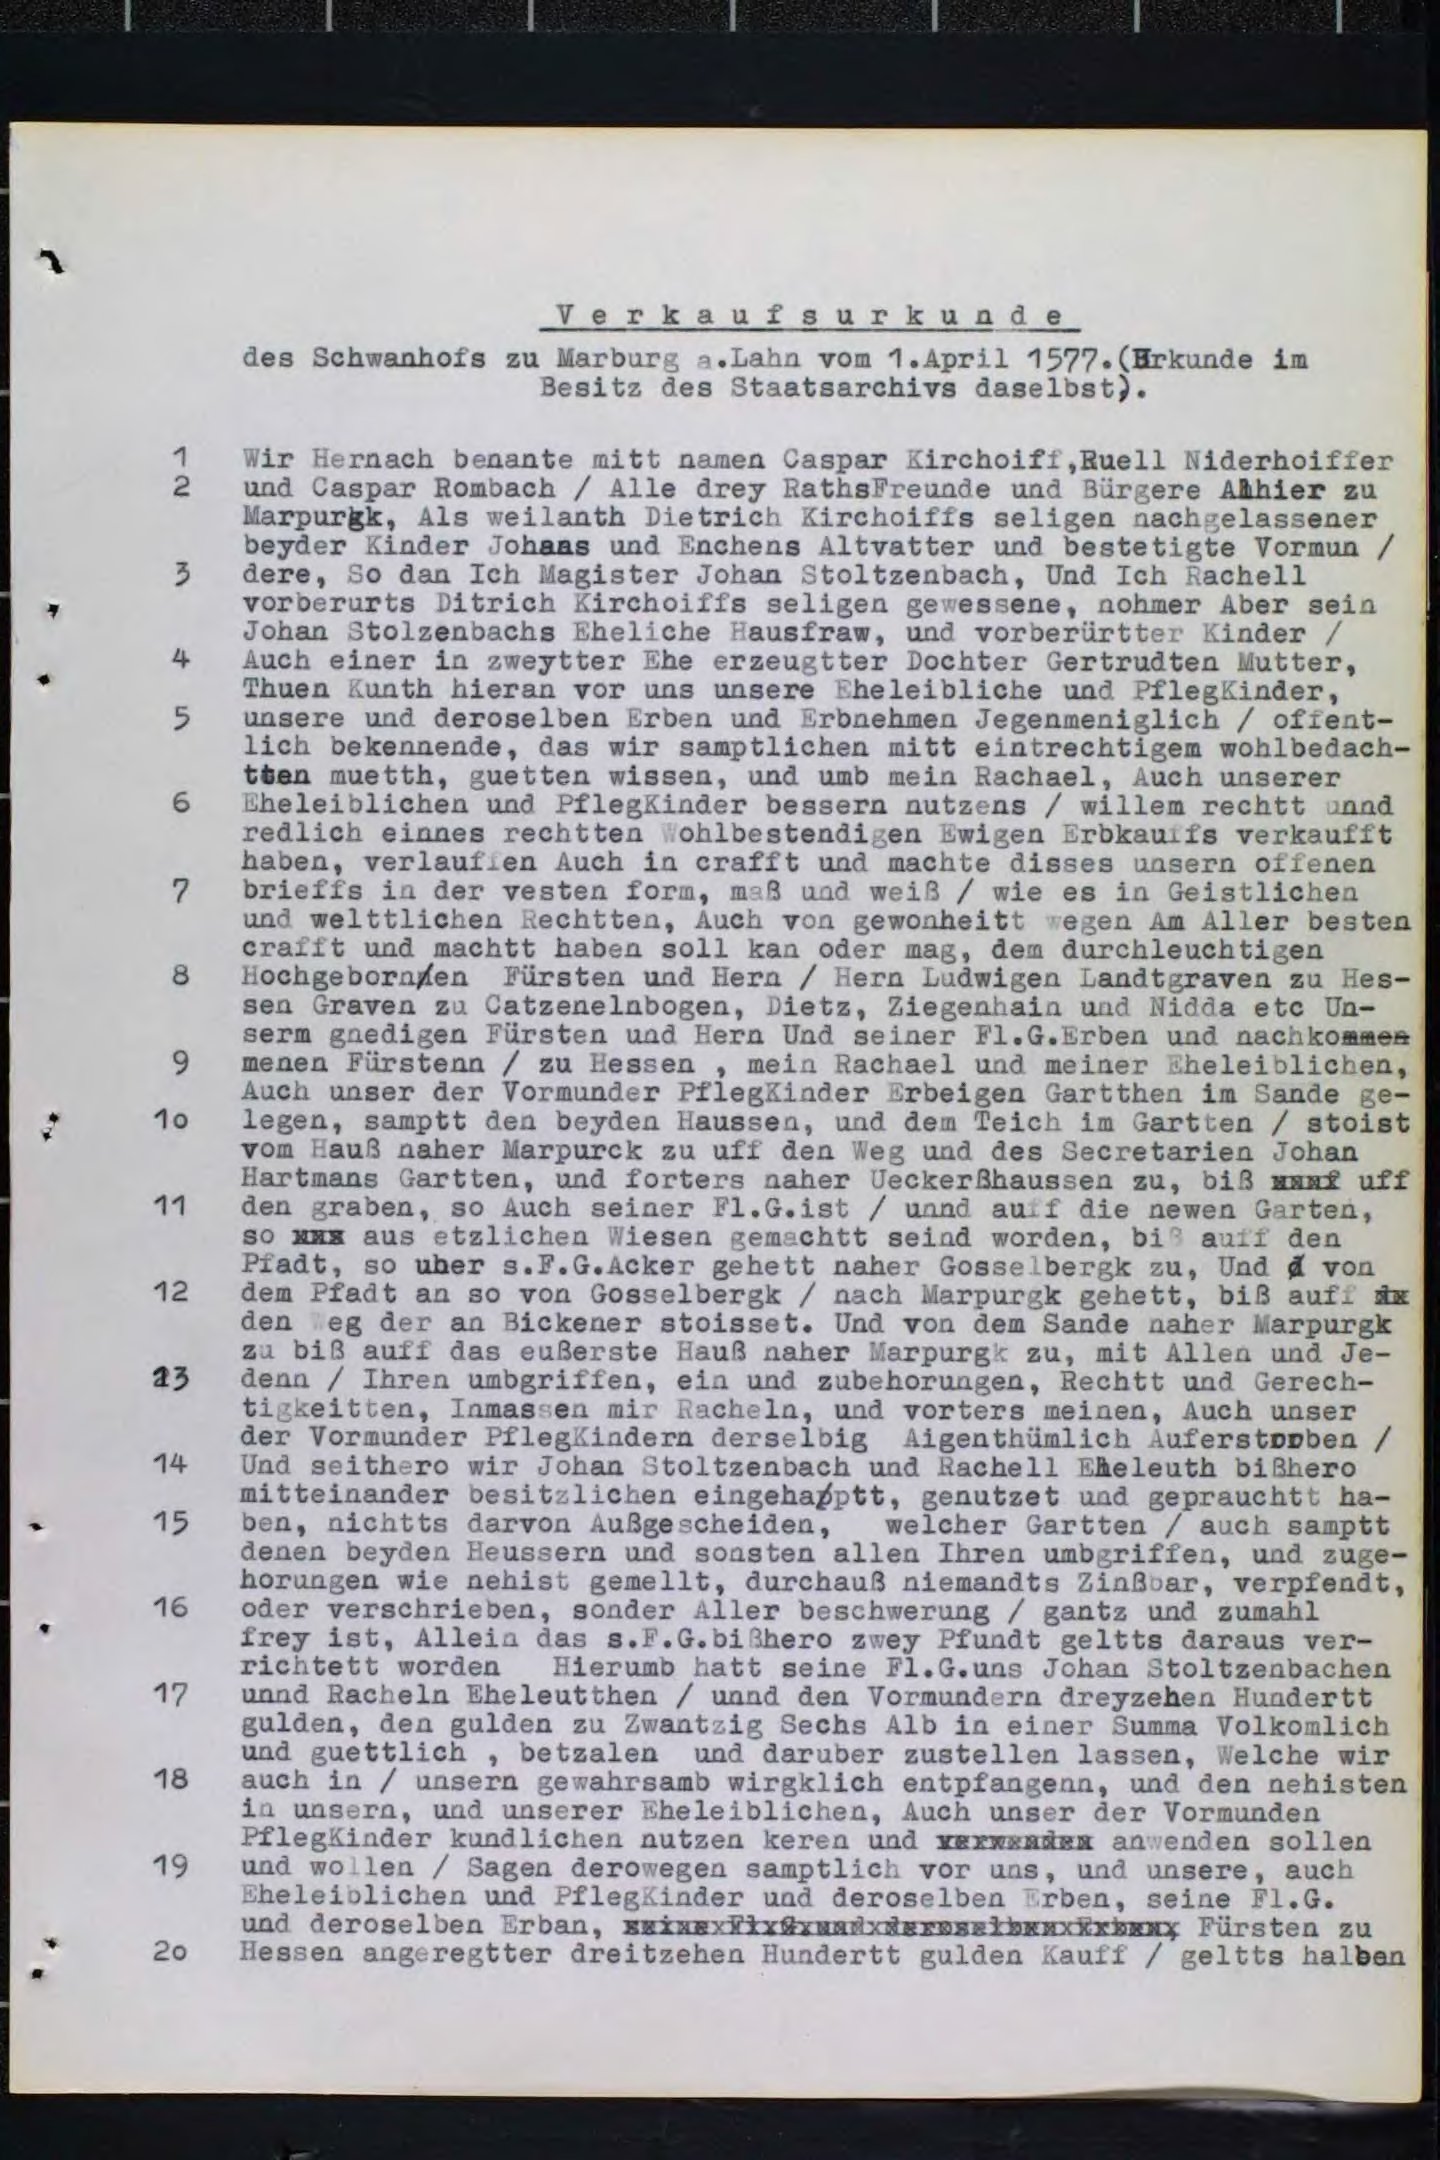 Verkaufsurkunde
des Schwanhofs zu Marburg a.Lahn vom 1.April 1577.(Urkunde im
Besitz des Staatsarchivs daselbst).
1 Wir Hernach benante mitt namen Caspar Kirchoiff,Ruell Niderhoiffer
2 und Caspar Rombach / Alle drey RathsFreunde und Bürgere Allhier zu
Marpurgk, Als weilanth Dietrich Kirchoiffs seligen nachgelassener
beyder Kinder Johans und Enchens Altvatter und bestetigte Vormun /
3 dere, So dan Ich Magister Johan Stoltzenbach, Und Ich Rachell
vorberurts Ditrich Kirchoiffs seligen gewessene, nohmer Aber sein
Johan Stolzenbachs Eheliche Hausfraw, und vorberürtter Kinder /
4 Auch einer in zweytter Ehe erzeugtter Dochter Gertrudten Mutter,
Thuen Kunth hieran vor uns unsere Eheleibliche und PflegKinder,
5 unsere und deroselben Erben und Erbnehmen Jegenmeniglich / offent-
lich bekennende, das wir samptlichen mitt eintrechtigem wohlbedach-
tten muetth, guetten wissen, und umb mein Rachael, Auch unserer
6 Eheleiblichen und PflegKinder bessern nutzens / willem rechtt unnd
redlich einnes rechtten Wohlbestendigen Ewigen Erbkauffs verkaufft
haben, verlauffen Auch in crafft und machte disses unsern offenen
7 brieffs in der vesten form, maß und weiß / wie es in Geistlichen
und welttlichen Rechtten, Auch von gewonheitt wegen Am Aller besten
crafft und machtt haben soll kan oder mag, dem durchleuchtigen
8 Hochgebornen Fürsten und Hern / Hern Ludwigen Landtgraven zu Hes-
sen Graven zu Catzenelnbogen, Dietz, Ziegenhain und Nidda etc Un-
serm gnedigen Fürsten und Hern Und seiner Fl.G.Erben und nachkommen
9 menen Fürstenn / zu Hessen , mein Rachael und meiner Eheleiblichen,
Auch unser der Vormunder PflegKinder Erbeigen Gartthen im Sande ge-
1o legen, samptt den beyden Haussen, und dem Teich im Gartten / stoist
vom Hauß naher Marpurck zu uff den Weg und des Secretarien Johan
Hartmans Gartten, und forters naher Ueckerßhaussen zu, biß uff
11 den graben, so Auch seiner Fl.G.ist / unnd auff die newen Garten,
so aus etzlichen Wiesen gemachtt seind worden, biß auff den
Pfadt, so uher s.F.G.Acker gehett naher Gosselbergk zu, Und von
12 dem Pfadt an so von Gosselbergk / nach Marpurgk gehett, biß auff
den Weg der an Bickener stoisset. Und von dem Sande naher Marpurgk
zu biß auff das eußerste Hauß naher Marpurgk zu, mit Allen und Je-
13 denn / Ihren umbgriffen, ein und zubehorungen, Rechtt und Gerech-
tigkeitten, Inmassen mir Racheln, und vorters meinen, Auch unser
der Vormunder PflegKindern derselbig Aigenthümlich Auferstorben /
14 Und seithero wir Johan Stoltzenbach und Rachell Eheleuth bißhero
mitteinander besitzlichen eingehaptt, genutzet und geprauchtt ha-
15 ben, nichtts darvon Außgescheiden, welcher Gartten / auch samptt
denen beyden Heussern und sonsten allen Ihren umbgriffen, und zuge-
horungen wie nehist gemellt, durchauß niemandts Zinßbar, verpfendt,
16 oder verschrieben, sonder Aller beschwerung / gantz und zumahl
frey ist, Allein das s.F.G.bißhero zwey Pfundt geltts daraus ver-
richtett worden Hierumb hatt seine Fl.G.uns Johan Stoltzenbachen
17 unnd Racheln Eheleutthen / unnd den Vormundern dreyzehen Hundertt
gulden, den gulden zu Zwantzig Sechs Alb in einer Summa Volkomlich
und guettlich , betzalen und daruber zustellen lassen, Welche wir
18 auch in / unsern gewahrsamb wirgklich entpfangenn, und den nehisten
in unsern, und unserer Eheleiblichen, Auch unser der Vormunden
PflegKinder kundlichen nutzen keren und anwenden sollen
19 und wollen / Sagen derowegen samptlich vor uns, und unsere, auch
Eheleiblichen und PflegKinder und deroselben Erben, seine Fl.G.
und deroselben Erban, Fürsten zu
2o Hessen angeregtter dreitzehen Hundertt gulden Kauff / geltts halben